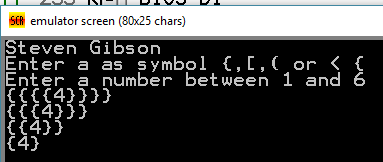 emulator screen (80x25 chars)
Steven Gibson
Enter a as symbol {,[,( or < {
Enter a number between 1 and 6
{{{{4}}}}
{{{4}}}
{{4}}
{4}